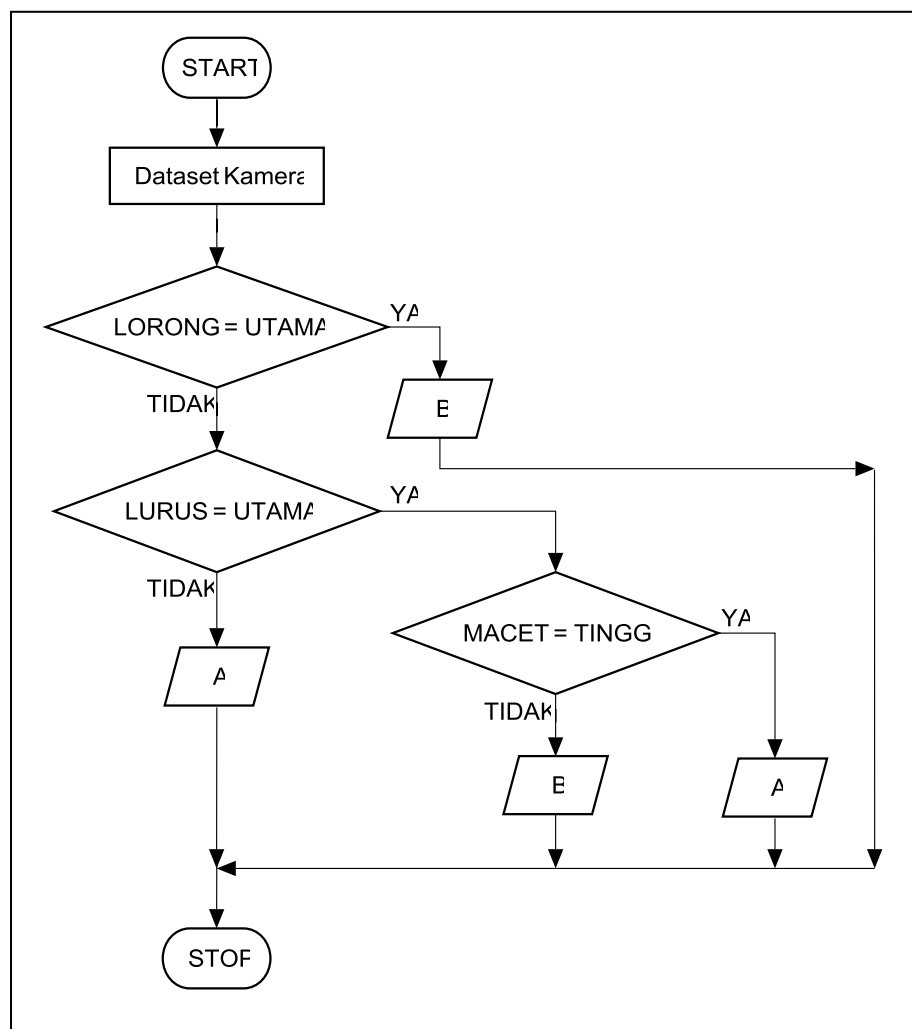 START
Dataset Kamera
LORONG = UTAMA
YA
B
TIDAK
LURUS = UTAMA
YA
TIDAK
MACET = TINGG
YA
A
TIDAK
B
A
STOP